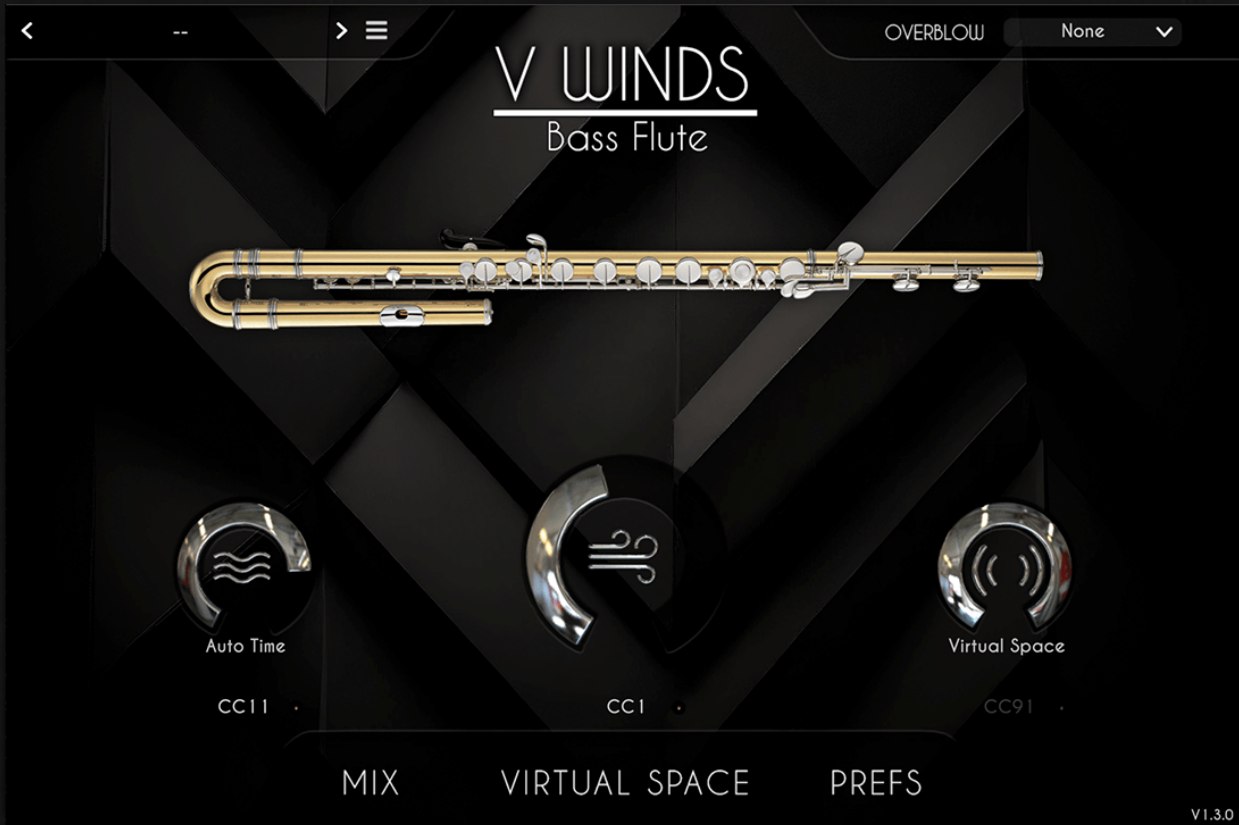 --
OVERBLOW None
V WINDS
Bass Flute
Auto Time
Virtual Space
CC11 CC1 CC91
MIX VIRTUAL SPACE PREFS
V1.3.0